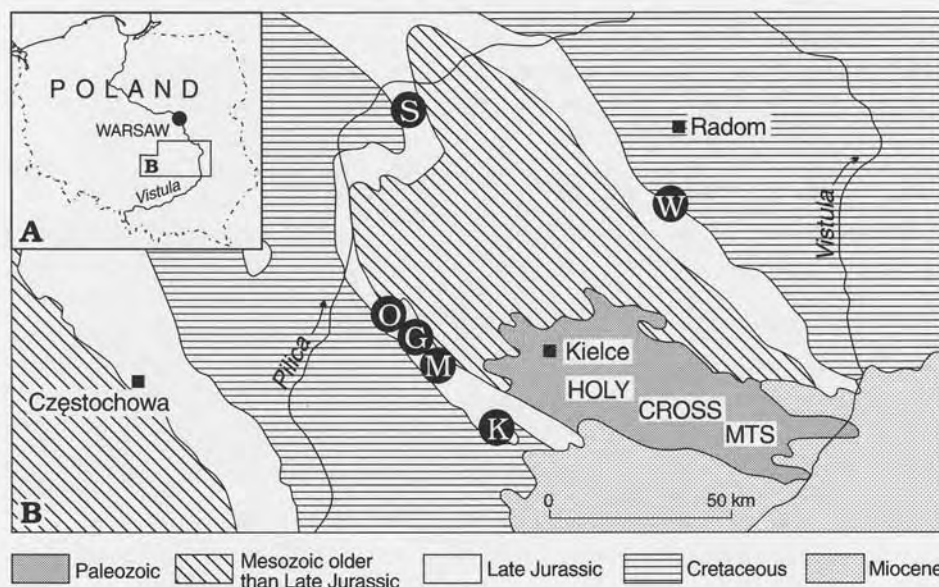 POLAND
WARSAW
B
Vistula
A
S
Radom
W
Vistula
O
G
M
Pilica
Kielce
HOLY
CROSS
MTS
Częstochowa
K
0 50 km
B
Paleozoic
Mesozoic older
than Late Jurassic
Late Jurassic
Cretaceous
Miocene